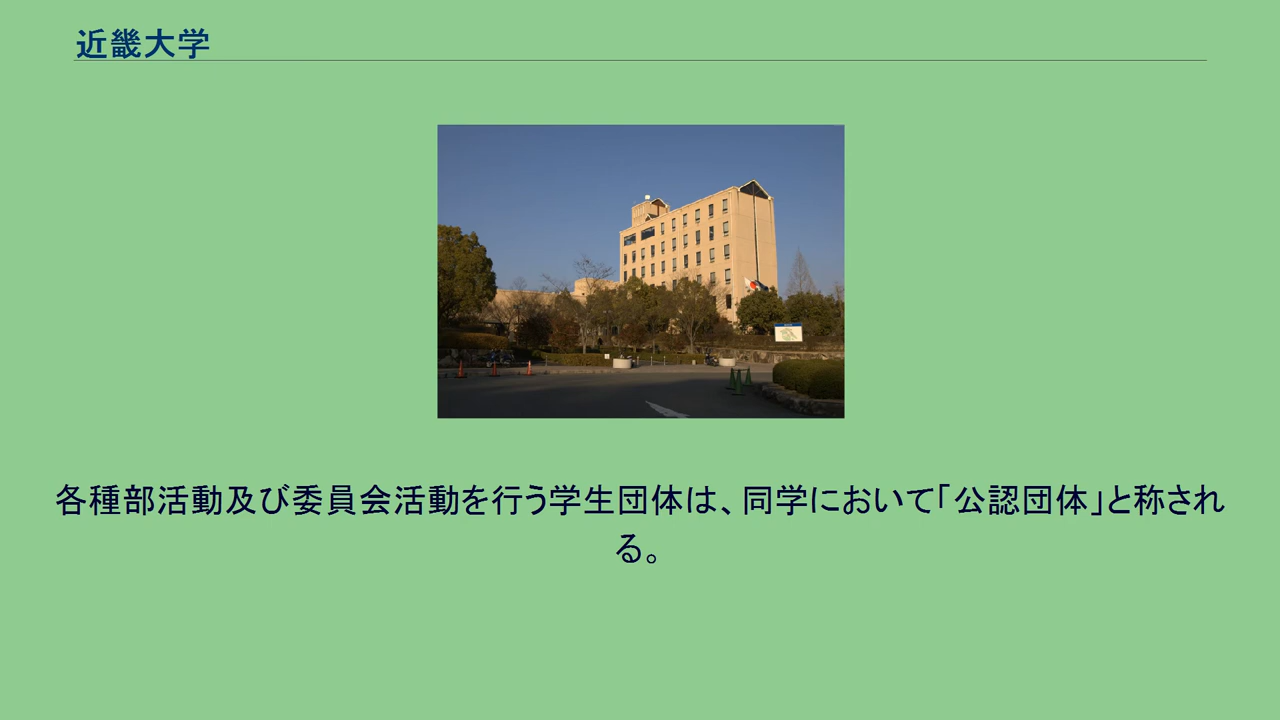 近畿大学
各種部活動及び委員会活動を行う学生団体は、同学において「公認団体」と称され
る。